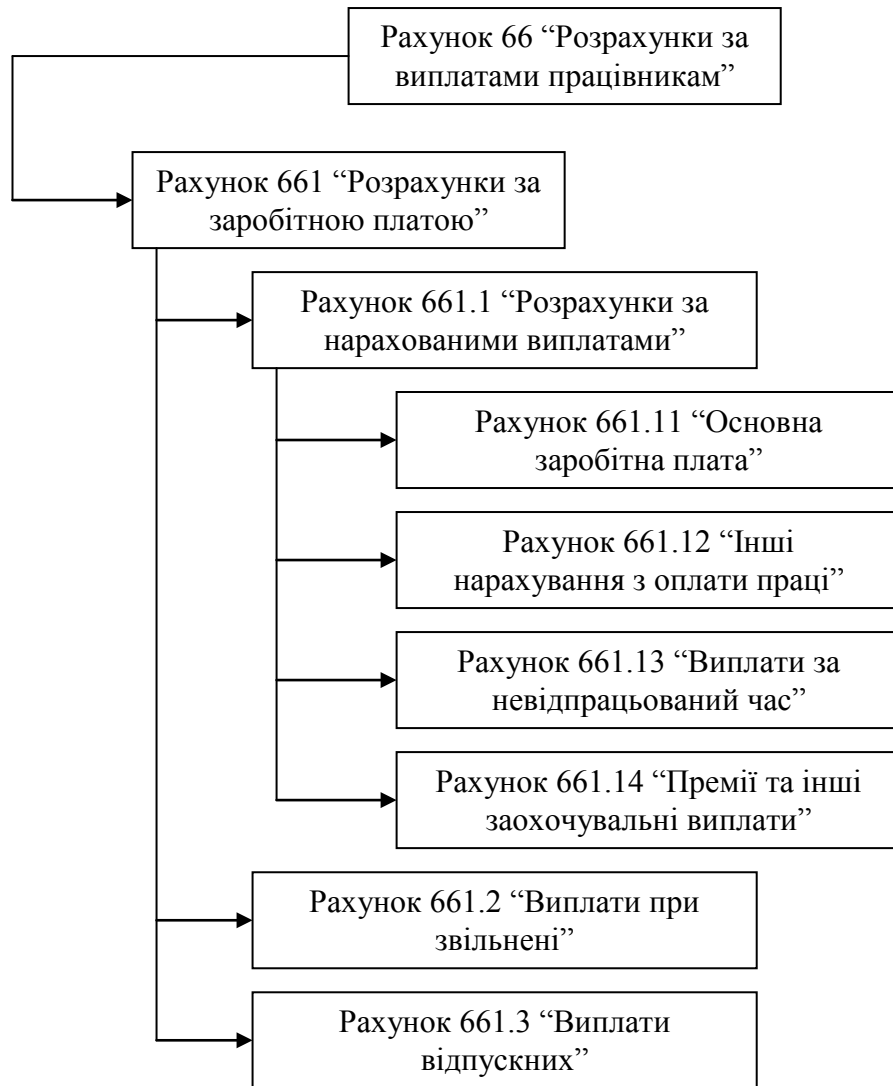 Рахунок 66 “Розрахунки за
виплатами працівникам”
Рахунок 661 “Розрахунки за
заробітною платою”
Рахунок 661.1 “Розрахунки за
нарахованими виплатами”
Рахунок 661.11 “Основна
заробітна плата”
Рахунок 661.12 “Інші
нарахування з оплати праці”
Рахунок 661.13 “Виплати за
невідпрацьований час”
Рахунок 661.14 “Премії та інші
заохочувальні виплати”
Рахунок 661.2 “Виплати при
звільнені”
Рахунок 661.3 “Виплати
відпускних”